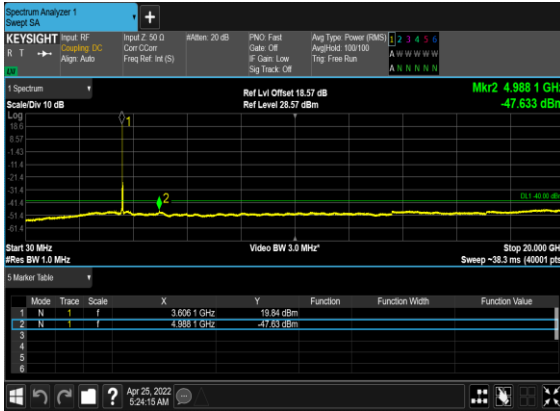 Spectrum Analyzer 1
Swept SA
+
KEYSIGHT Input: RF Input Z: 50 Ω #Atten: 20 dB PNO: Fast Avg Type: Power (RMS) 1 2 3 4 5 6
R T Coupling: DC Corr CCorr Gate: Off Avg|Hold: 100/100 A W W W W W
Align: Auto Freq Ref: Int (S) IF Gain: Low Trig: Free Run
Sig Track: Off A N N N N N
1 Spectrum
Scale/Div 10 dB
Ref Lvl Offset 18.57 dB
Ref Level 28.57 dBm
Mkr2 4.988 1 GHz
-47.633 dBm
Log
18.6
8.57
-1.43
-11.4
-21.4
-31.4
-41.4
-51.4
-61.4
1
2
DL1 -40.00 dBm
Start 30 MHz
#Res BW 1.0 MHz
Video BW 3.0 MHz*
Stop 20.000 GHz
Sweep ~38.3 ms (40001 pts)
5 Marker Table
Mode Trace Scale X Y Function Function Width Function Value
1 N 1 f 3.606 1 GHz 19.84 dBm
2 N 1 f 4.988 1 GHz -47.63 dBm
3
4
5
6
? Apr 25, 2022
5:24:15 AM